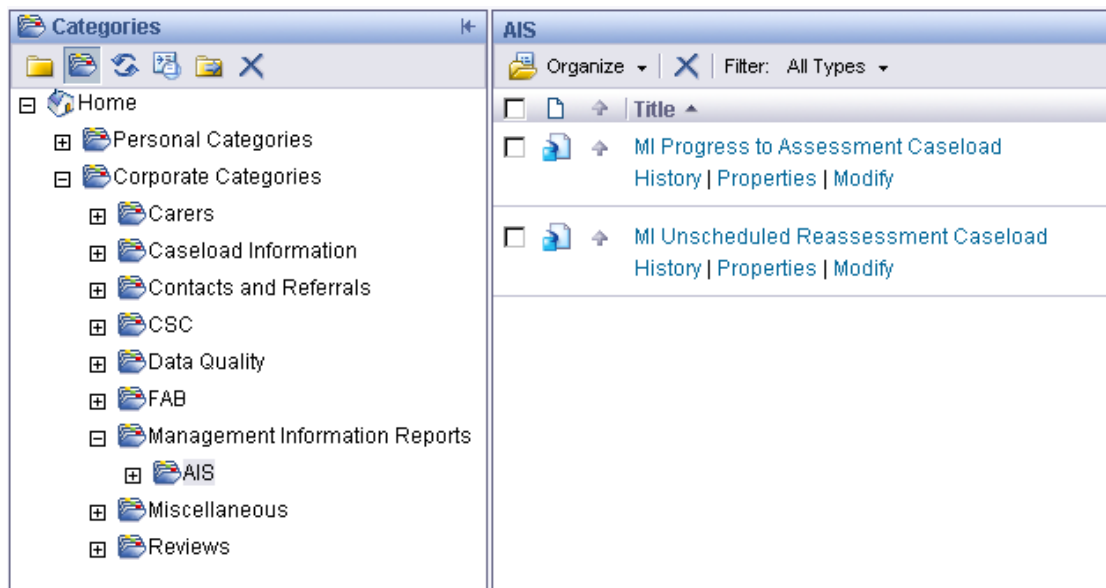 Categories
Home
Personal Categories
Corporate Categories
Carers
Caseload Information
Contacts and Referrals
CSC
Data Quality
FAB
Management Information Reports
AIS
Miscellaneous
Reviews
AIS
Organize | Filter: All Types
Title
MI Progress to Assessment Caseload
History | Properties | Modify
MI Unscheduled Reassessment Caseload
History | Properties | Modify